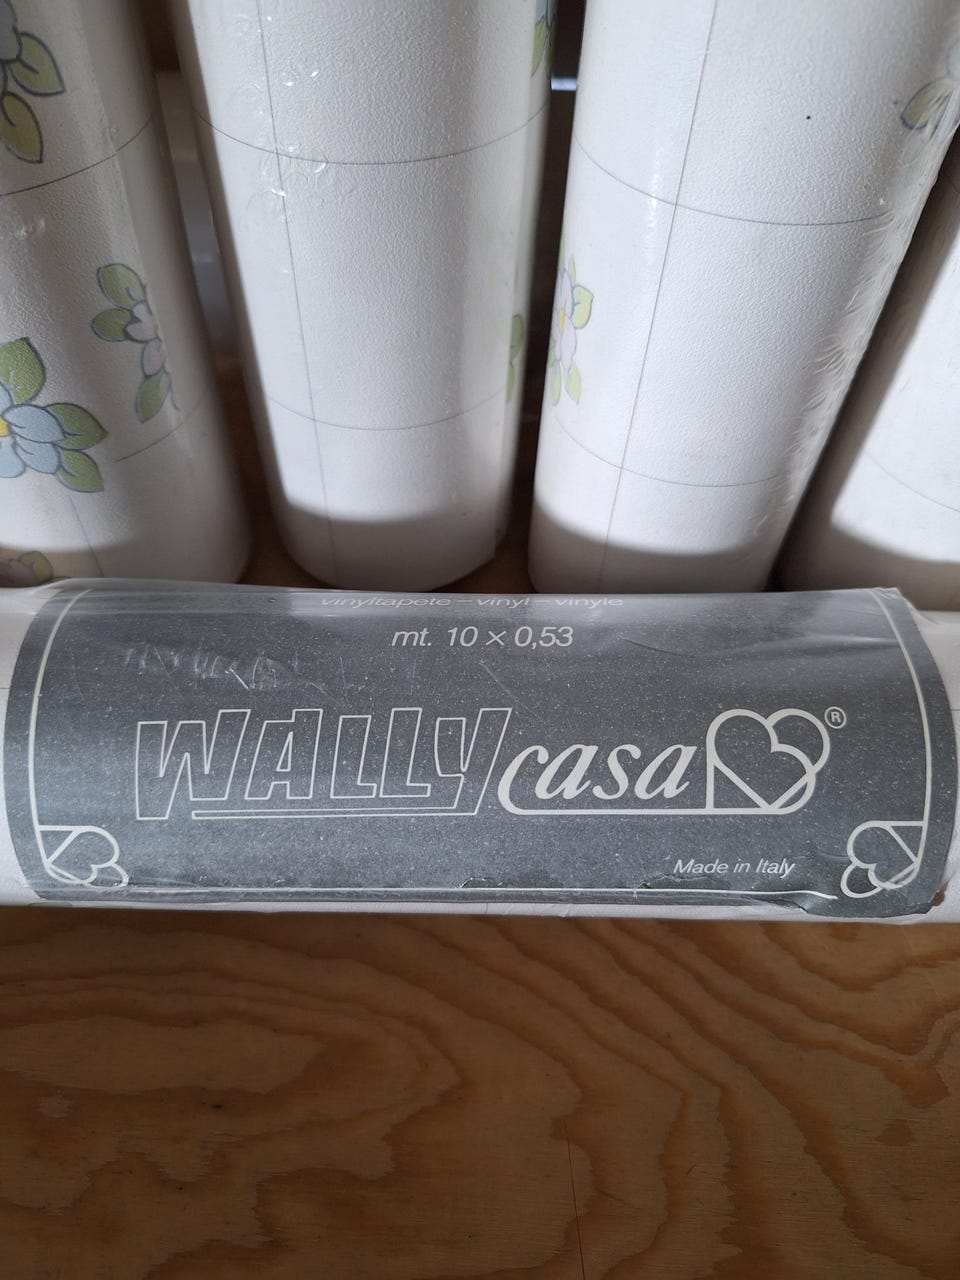 vinyltapete – vinyl – vinyle
mt. 10 × 0,53
WALLY casa ®
Made in Italy